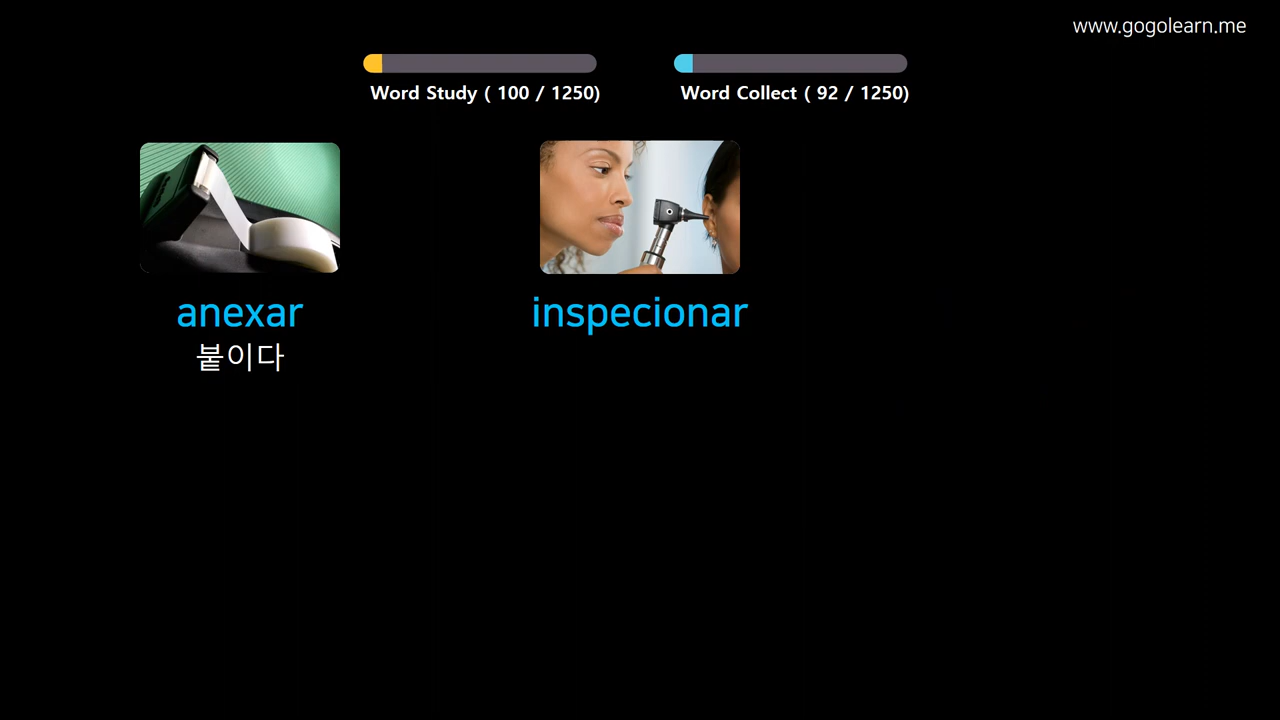 www.gogolearn.me
Word Study ( 100 / 1250)
Word Collect ( 92 / 1250)
anexar
붙이다
inspecionar